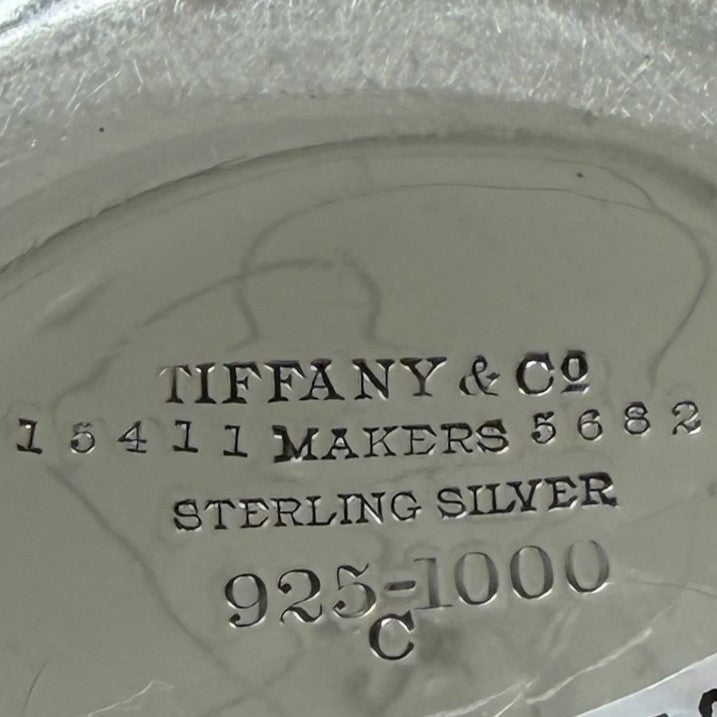 TIFFANY & Cº
15411 MAKERS 5682
STERLING SILVER
925-1000
C